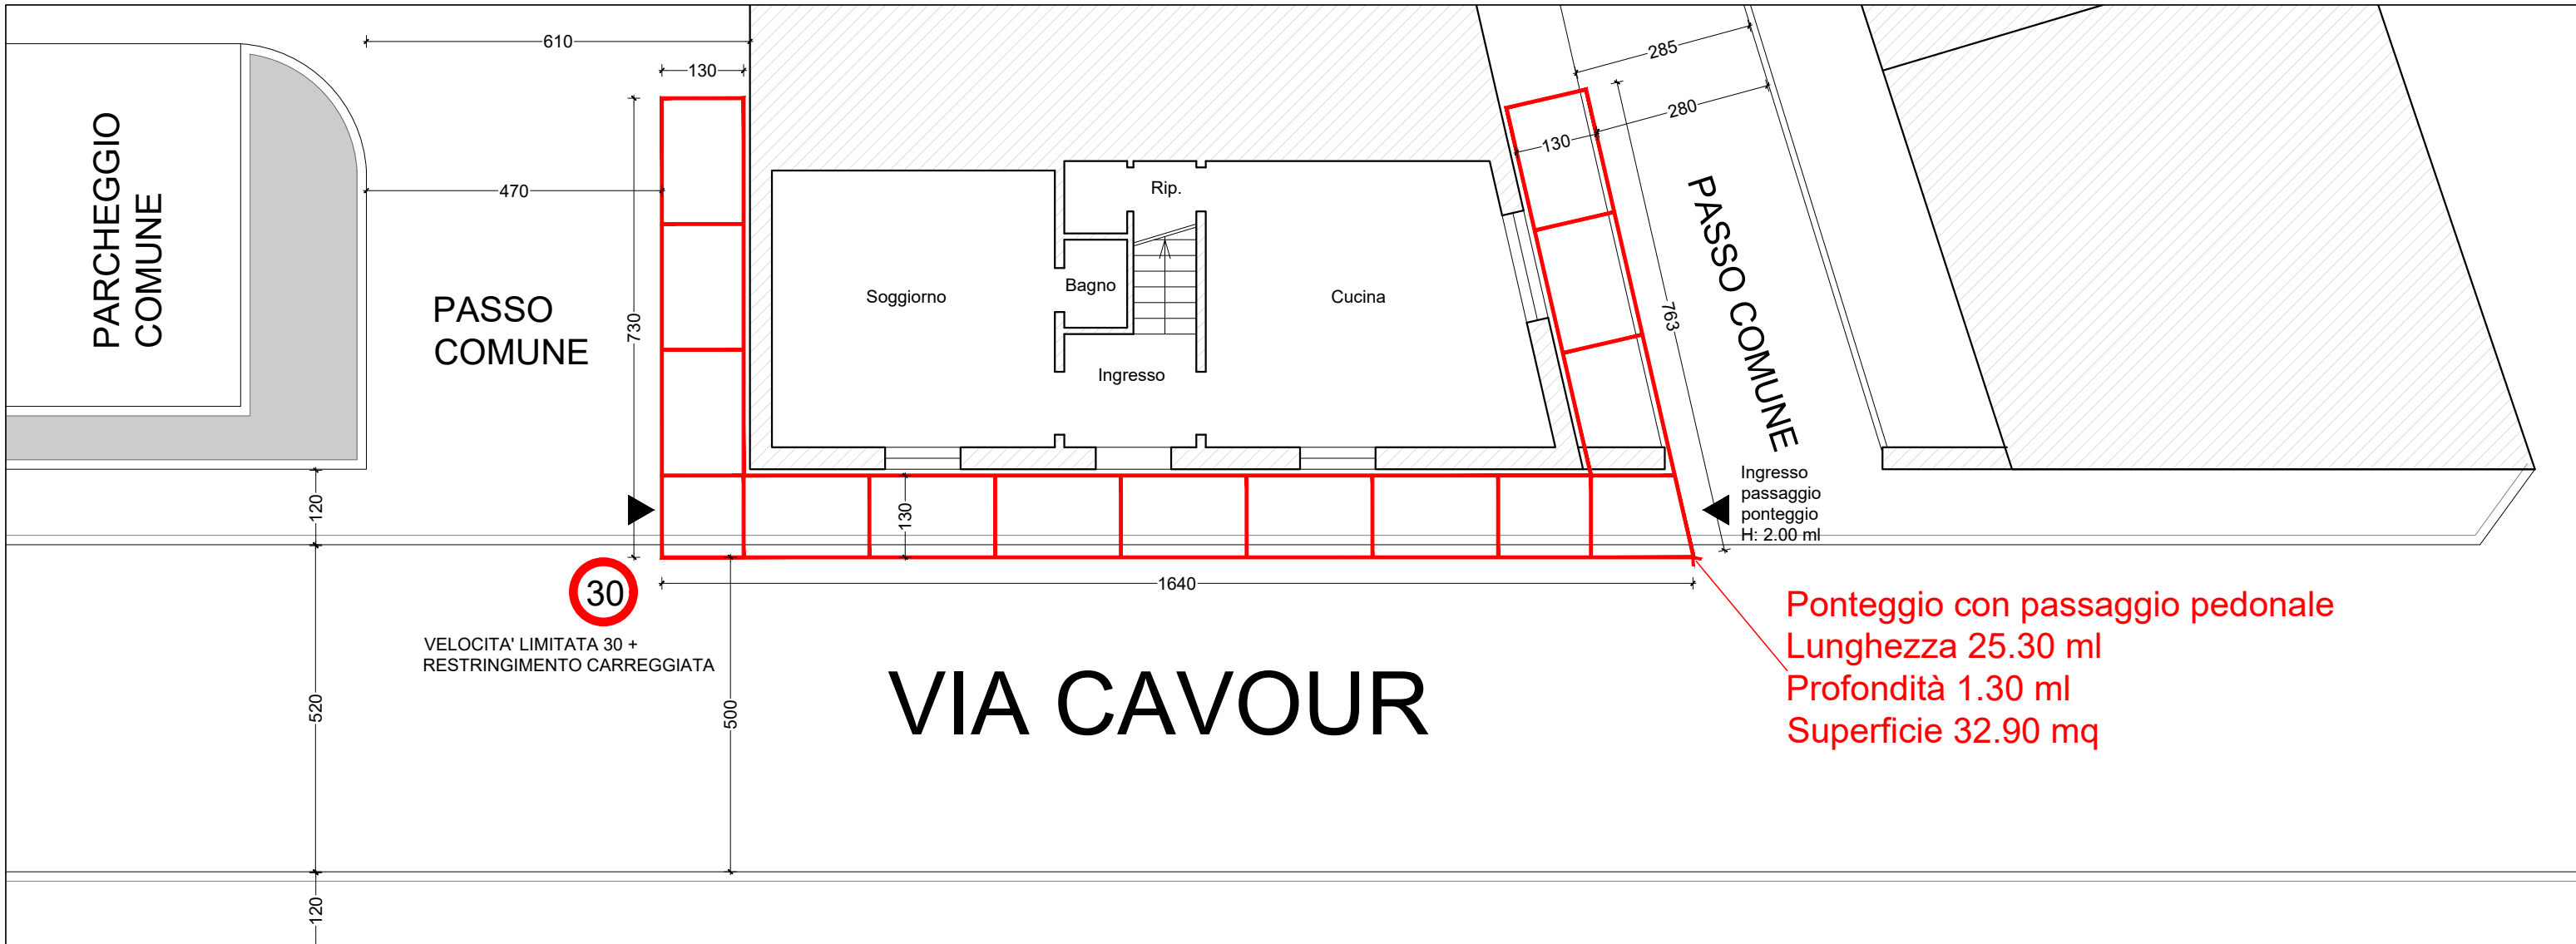 610
130
285
280
130
PARCHEGGIO
COMUNE
470
Rip.
PASSO COMUNE
Bagno
Soggiorno
Cucina
PASSO
COMUNE
730
763
Ingresso
120
130
Ingresso
passaggio
ponteggio
H: 2.00 ml
30
1640
VELOCITA' LIMITATA 30 +
RESTRINGIMENTO CARREGGIATA
Ponteggio con passaggio pedonale
Lunghezza 25.30 ml
Profondità 1.30 ml
Superficie 32.90 mq
520
500
VIA CAVOUR
120